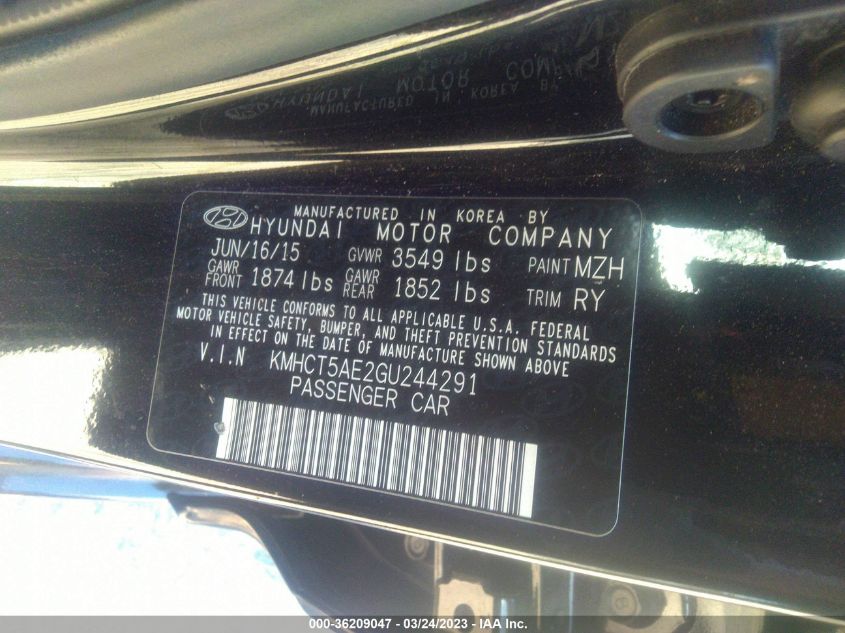 MANUFACTURED IN KOREA BY
HYUNDAI MOTOR COMPANY
JUN/16/15 GVWR 3549 lbs PAINT MZH
GAWR FRONT 1874 lbs GAWR REAR 1852 lbs TRIM RY
THIS VEHICLE CONFORMS TO ALL APPLICABLE U.S.A. FEDERAL
MOTOR VEHICLE SAFETY, BUMPER, AND THEFT PREVENTION STANDARDS
IN EFFECT ON THE DATE OF MANUFACTURE SHOWN ABOVE
V.I.N KMHCT5AE2GU244291
PASSENGER CAR
000-36209047 - 03/24/2023 - IAA Inc.